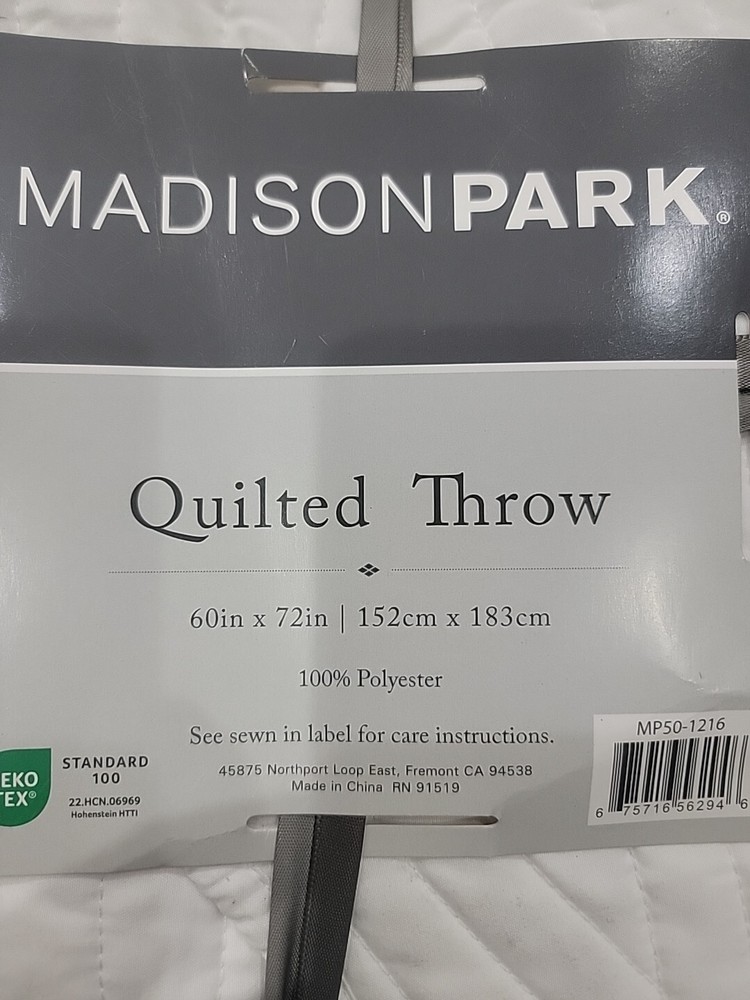 MADISONPARK®
Quilted Throw
60in x 72in | 152cm x 183cm
100% Polyester
See sewn in label for care instructions.
45875 Northport Loop East, Fremont CA 94538
Made in China RN 91519
EKO
TEX®
STANDARD
100
22.HCN.06969
Hohenstein HTTI
MP50-1216
6 75716 56294 6